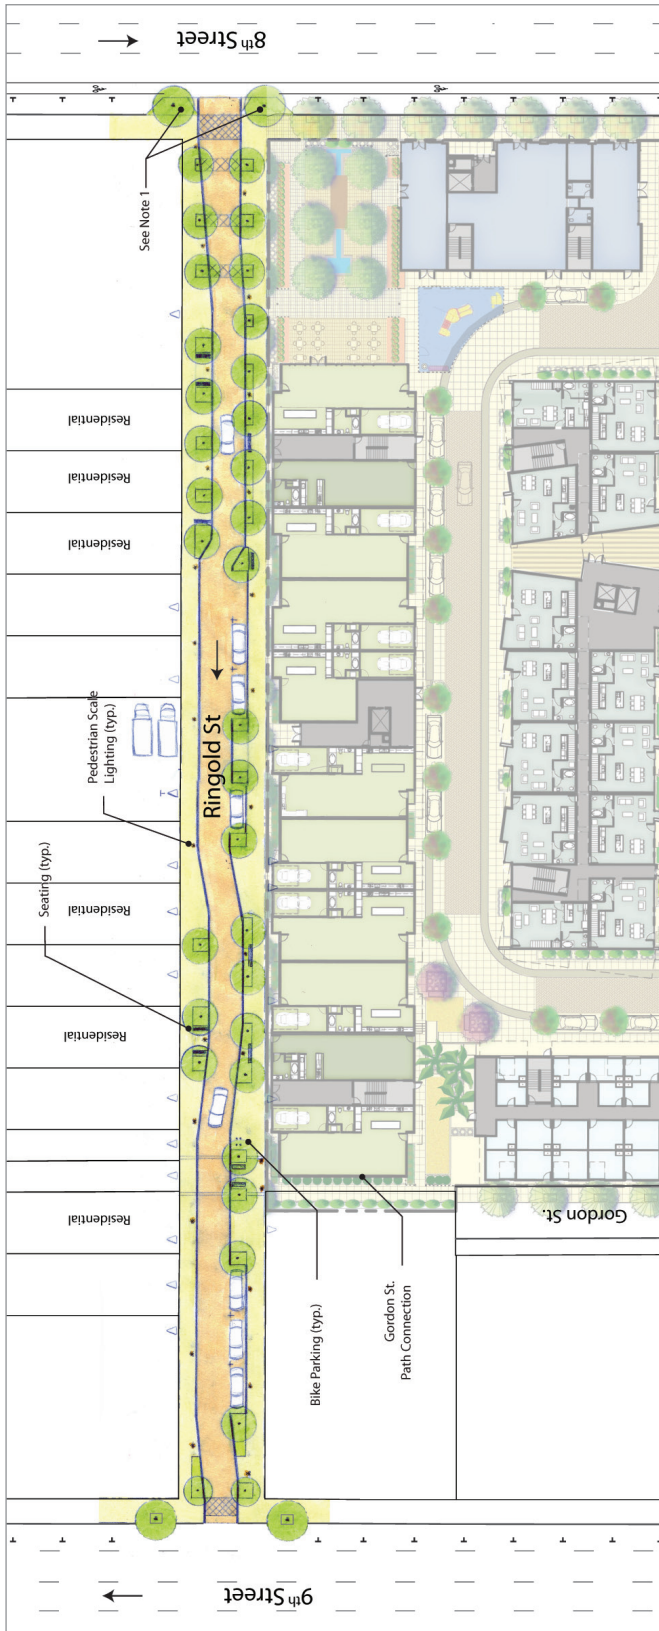 8th Street
See Note 1
Residential
Residential
Residential
Pedestrian Scale
Lighting (typ.)
Ringold St
Seating (typ.)
Residential
Residential
Residential
Gordon St.
Bike Parking (typ.)
Gordon St.
Path Connection
9th Street